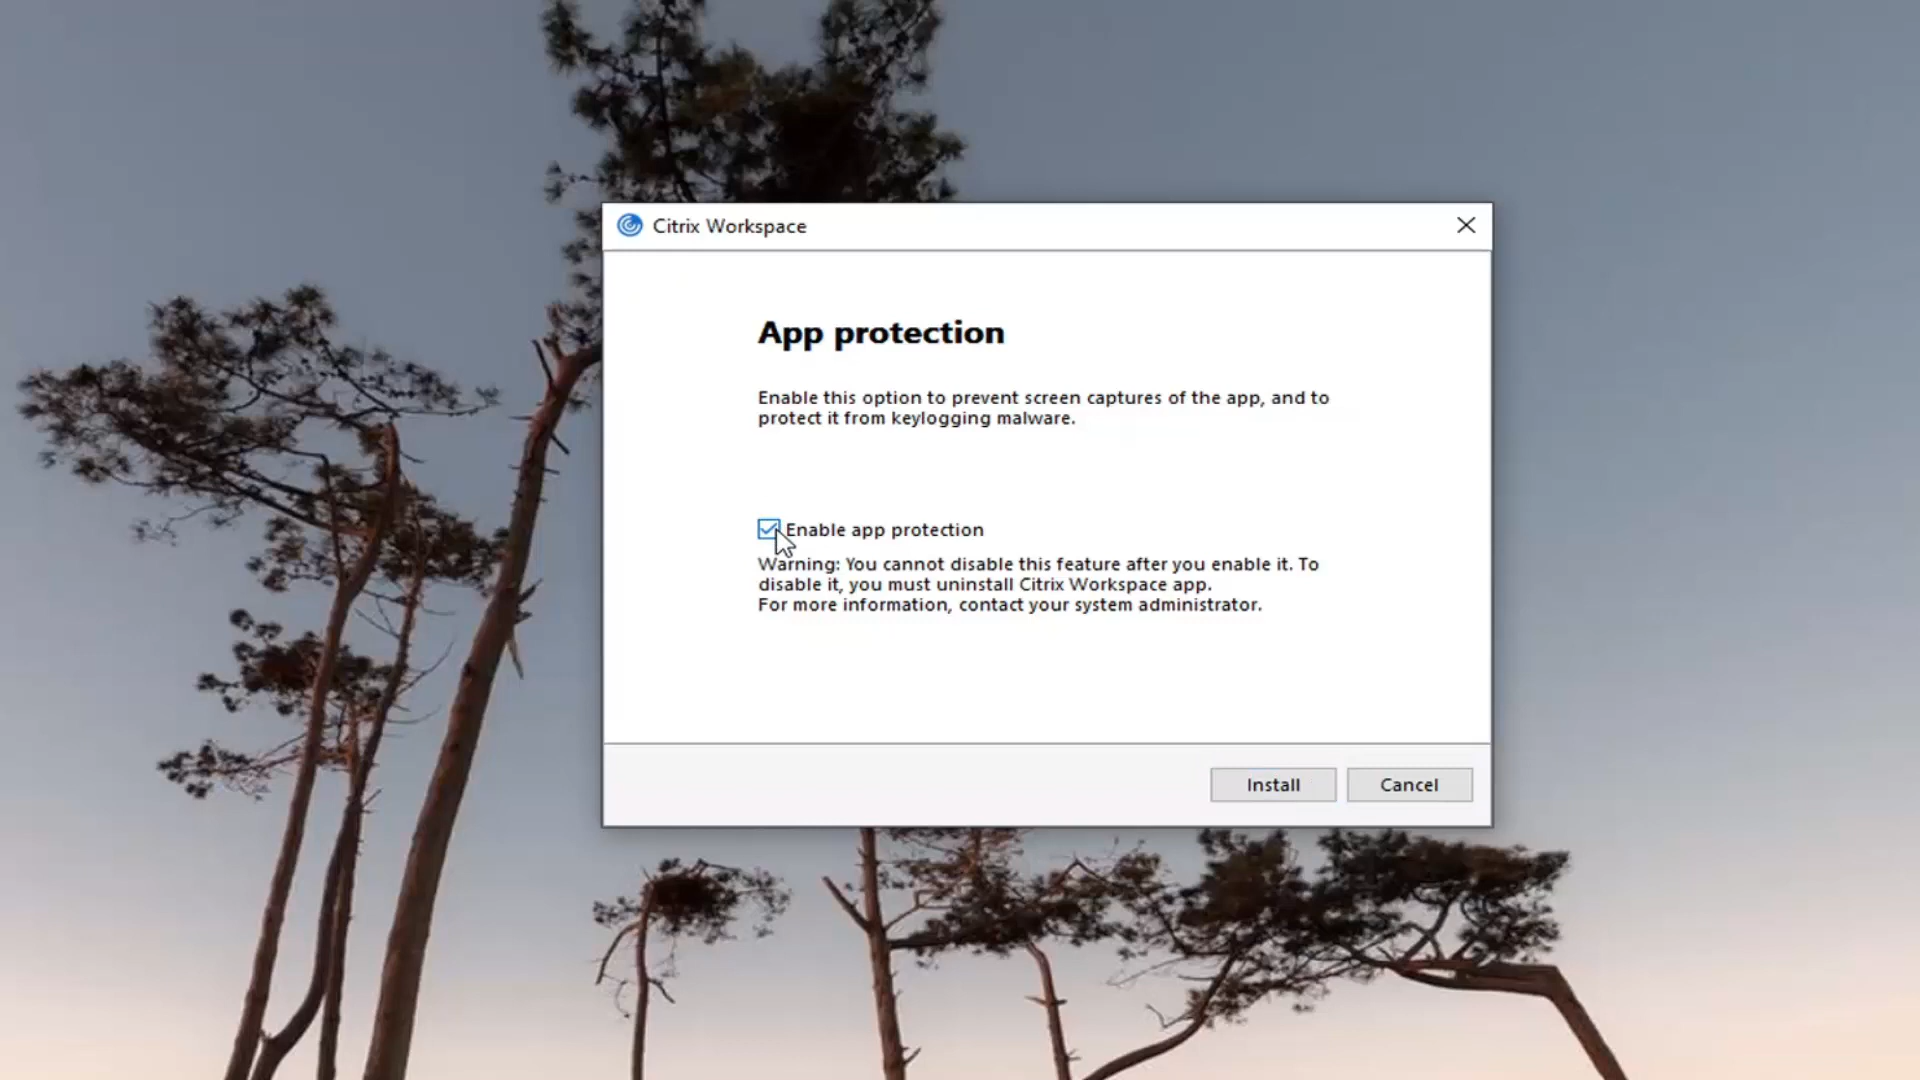 Citrix Workspace
App protection
Enable this option to prevent screen captures of the app, and to
protect it from keylogging malware.
Enable app protection
Warning: You cannot disable this feature after you enable it. To
disable it, you must uninstall Citrix Workspace app.
For more information, contact your system administrator.
Install
Cancel